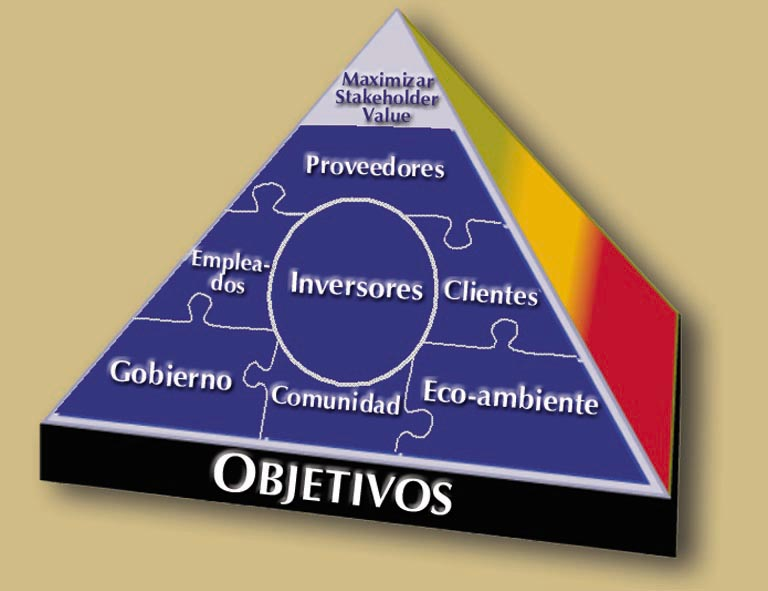 Maximizar
Stakeholder
Value
Proveedores
Emplea-
dos
Inversores
Clientes
Gobierno
Comunidad
Eco-ambiente
OBJETIVOS